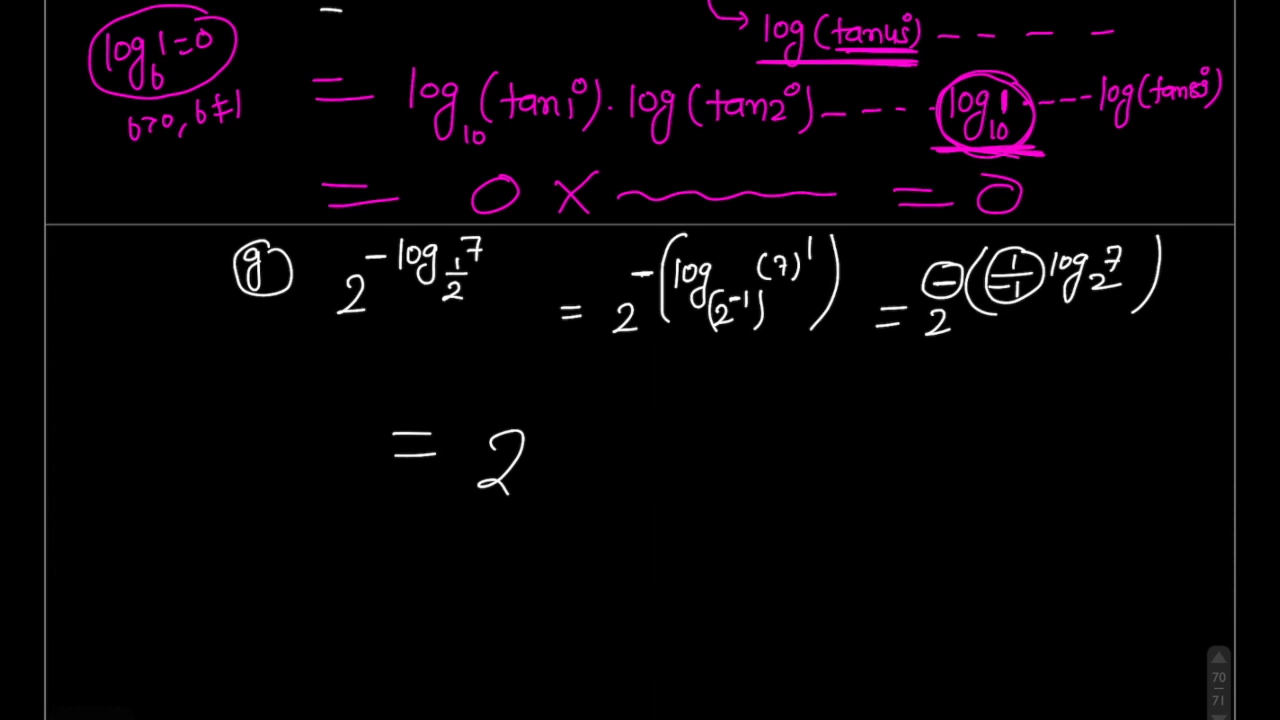 log(tan45°) - - - -
log_b 1 = 0
b>0, b≠1
= log_10 (tan1°) · log(tan2°) - - - · log_10 1 · - - - log(tan89°)
= 0 × ~~~~~~ = 0
(g) 2^(-log_(1/2) 7) = 2^(-(log_(2^-1) (7)^1)) = 2^(-((1/-1) log_2 7))
= 2
70
71